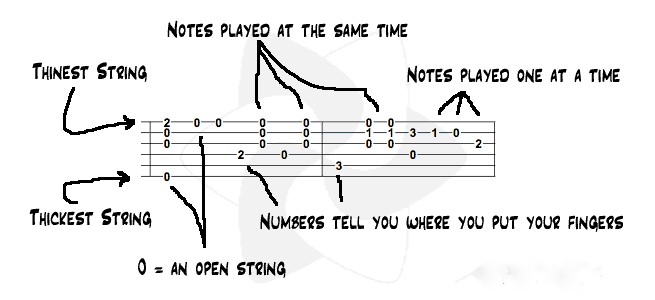 Notes played at the same time
Thinest String
Notes played one at a time
2 0 0 0 0 0 0
0 0 0 1 1 3 1 0
0 0 0 0 0 2
2 0 0
3
0
Thickest String
Numbers tell you where you put your fingers
0 = an open string